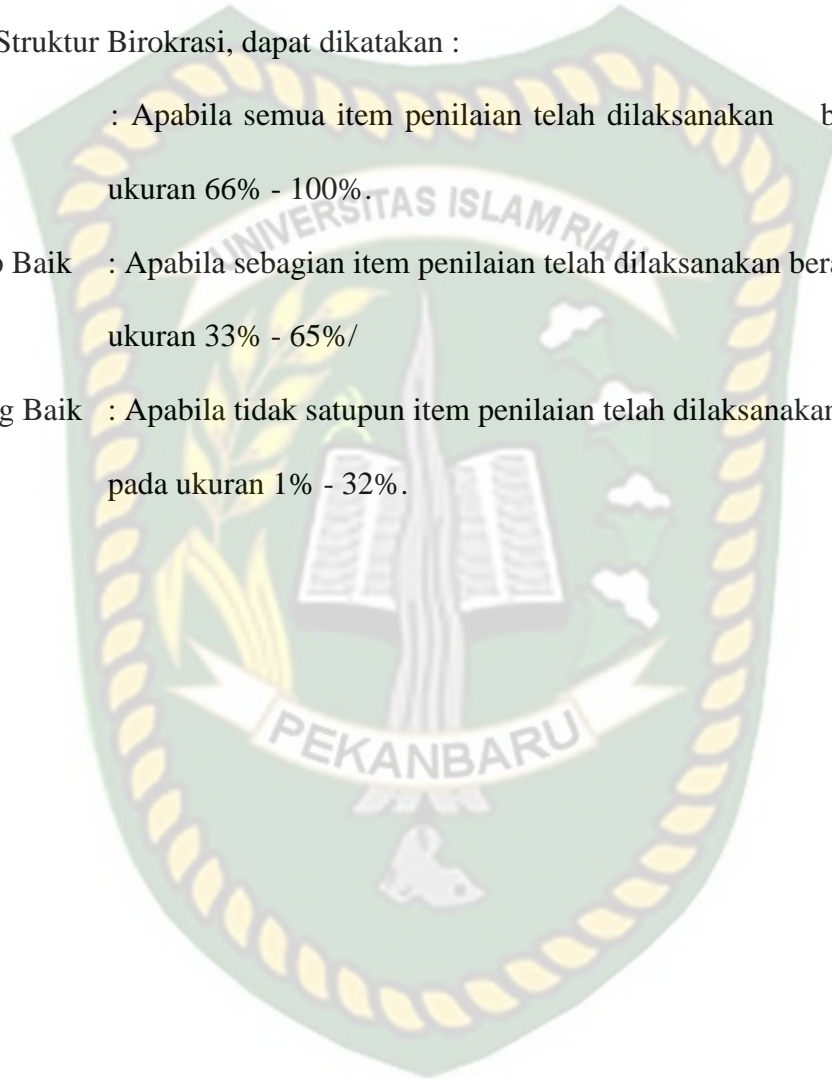 Struktur Birokrasi, dapat dikatakan :
: Apabila semua item penilaian telah dilaksanakan
ukuran 66% - 100%.
UNIVERSITAS ISLAM RIAU
Baik : Apabila sebagian item penilaian telah dilaksanakan
ukuran 33% - 65%/
Baik : Apabila tidak satupun item penilaian telah dilaksanakan
pada ukuran 1% - 32%.
PEKANBARU